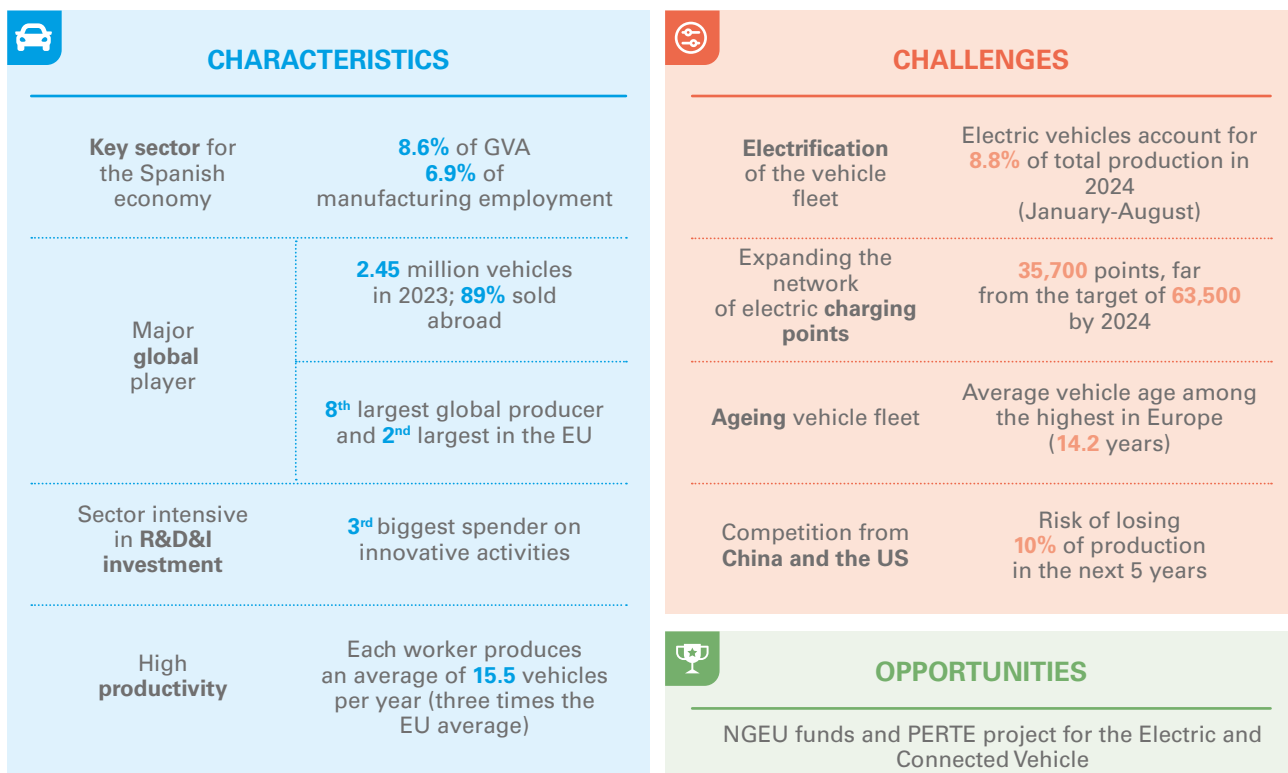 CHARACTERISTICS
Key sector for
the Spanish
economy
8.6% of GVA
6.9% of
manufacturing employment
Major
global
player
2.45 million vehicles
in 2023; 89% sold
abroad
8th largest global producer
and 2nd largest in the EU
Sector intensive
in R&D&I
investment
3rd biggest spender on
innovative activities
High
productivity
Each worker produces
an average of 15.5 vehicles
per year (three times the
EU average)
CHALLENGES
Electrification
of the vehicle
fleet
Electric vehicles account for
8.8% of total production in
2024
(January-August)
Expanding the
network
of electric charging
points
35,700 points, far
from the target of 63,500
by 2024
Ageing vehicle fleet
Average vehicle age among
the highest in Europe
(14.2 years)
Competition from
China and the US
Risk of losing
10% of production
in the next 5 years
OPPORTUNITIES
NGEU funds and PERTE project for the Electric and
Connected Vehicle